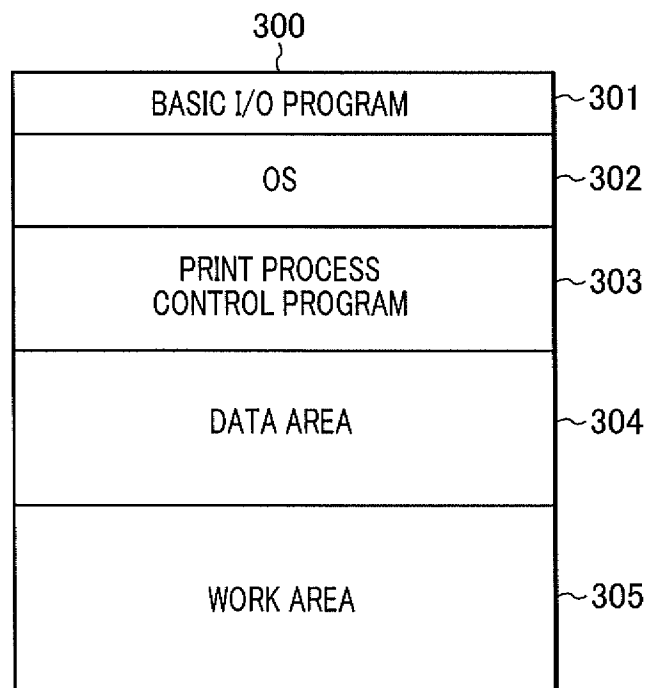 300
BASIC I/O PROGRAM
301
OS
302
PRINT PROCESS
CONTROL PROGRAM
303
DATA AREA
304
WORK AREA
305